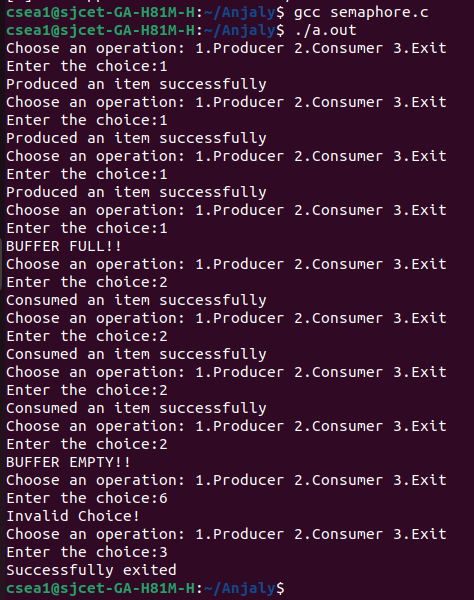 csea1@sjcet-GA-H81M-H:~/Anjaly$ gcc semaphore.c
csea1@sjcet-GA-H81M-H:~/Anjaly$ ./a.out
Choose an operation: 1.Producer 2.Consumer 3.Exit
Enter the choice:1
Produced an item successfully
Choose an operation: 1.Producer 2.Consumer 3.Exit
Enter the choice:1
Produced an item successfully
Choose an operation: 1.Producer 2.Consumer 3.Exit
Enter the choice:1
Produced an item successfully
Choose an operation: 1.Producer 2.Consumer 3.Exit
Enter the choice:1
BUFFER FULL!!
Choose an operation: 1.Producer 2.Consumer 3.Exit
Enter the choice:2
Consumed an item successfully
Choose an operation: 1.Producer 2.Consumer 3.Exit
Enter the choice:2
Consumed an item successfully
Choose an operation: 1.Producer 2.Consumer 3.Exit
Enter the choice:2
Consumed an item successfully
Choose an operation: 1.Producer 2.Consumer 3.Exit
Enter the choice:2
BUFFER EMPTY!!
Choose an operation: 1.Producer 2.Consumer 3.Exit
Enter the choice:6
Invalid Choice!
Choose an operation: 1.Producer 2.Consumer 3.Exit
Enter the choice:3
Successfully exited
csea1@sjcet-GA-H81M-H:~/Anjaly$